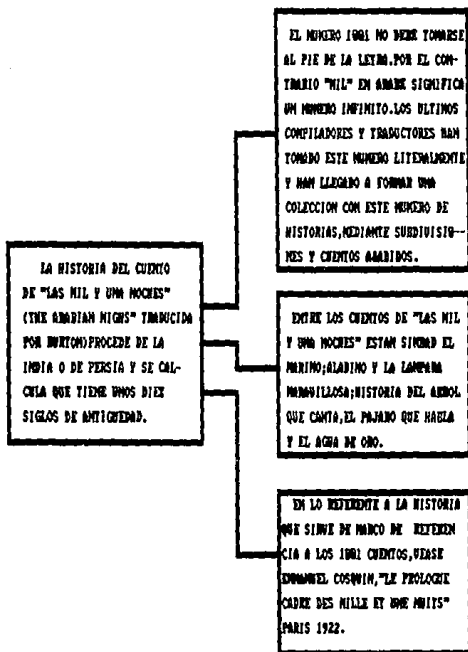 EL NUMERO 1001 NO DEBE TOMARSE
AL PIE DE LA LETRA.POR EL CON-
TRARIO "MIL" EN ARABE SIGNIFICA
UN NUMERO INFINITO.LOS ULTIMOS
COMPILADORES Y TRADUCTORES HAN
TOMADO ESTE NUMERO LITERALMENTE
Y HAN LLEGADO A FORMAR UNA
COLECCION CON ESTE NUMERO DE
HISTORIAS,MEDIANTE SUBDIVISIO--
NES Y CUENTOS AÑADIDOS.
LA HISTORIA DEL CUENTO
DE "LAS MIL Y UNA NOCHES"
(THE ARABIAN NIGHS" TRADUCIDA
POR BURTON)PROCEDE DE LA
INDIA O DE PERSIA Y SE CAL-
CULA QUE TIENE UNOS DIEZ
SIGLOS DE ANTIGUEDAD.
ENTRE LOS CUENTOS DE "LAS MIL
Y UNA NOCHES" ESTAN SIMBAD EL
MARINO;ALADINO Y LA LAMPARA
MARAVILLOSA;HISTORIA DEL ARBOL
QUE CANTA,EL PAJARO QUE HABLA
Y EL AGUA DE ORO.
EN LO REFERENTE A LA HISTORIA
QUE SIRVE DE MARCO DE REFEREN
CIA A LOS 1001 CUENTOS,VEASE
EMMANUEL COSQUIN,"LE PROLOGUE
CADRE DES MILLE ET UNE NUITS"
PARIS 1922.